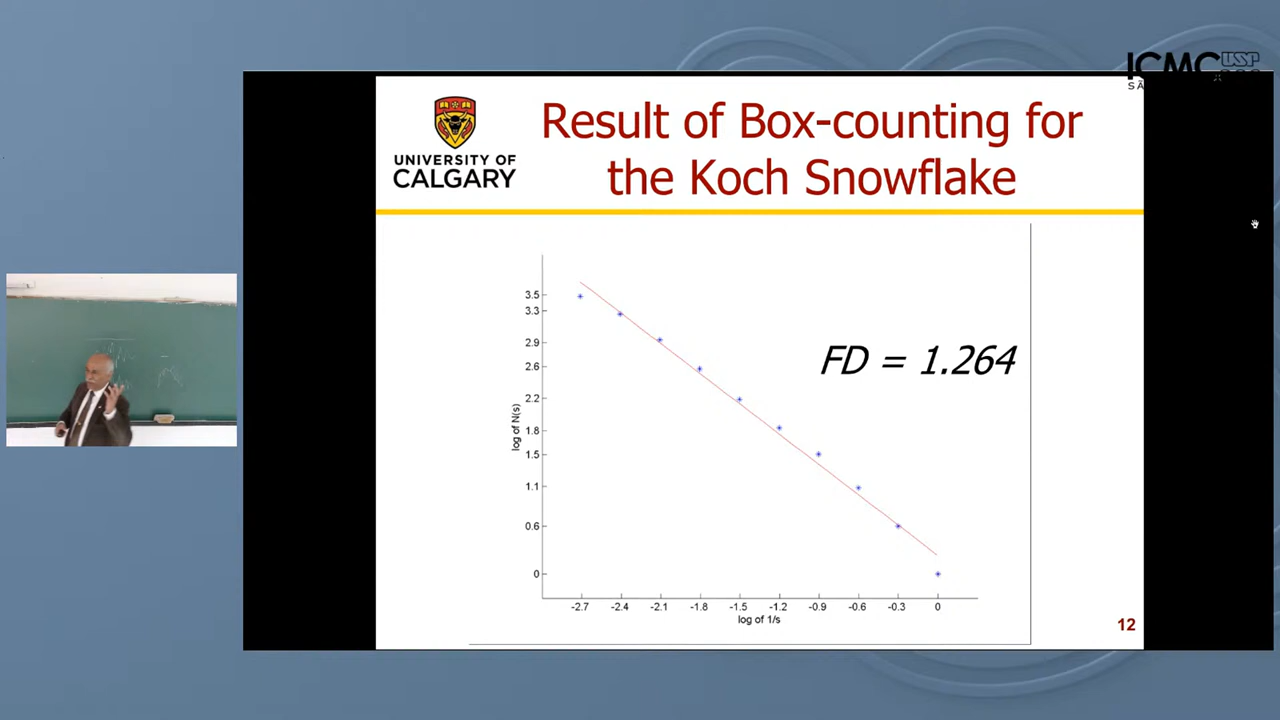 ICMC USP
SÃ
UNIVERSITY OF
CALGARY
Result of Box-counting for
the Koch Snowflake
FD = 1.264
log of N(s)
3.5
3.3
2.9
2.6
2.2
1.8
1.5
1.1
0.6
0
-2.7 -2.4 -2.1 -1.8 -1.5 -1.2 -0.9 -0.6 -0.3 0
log of 1/s
12